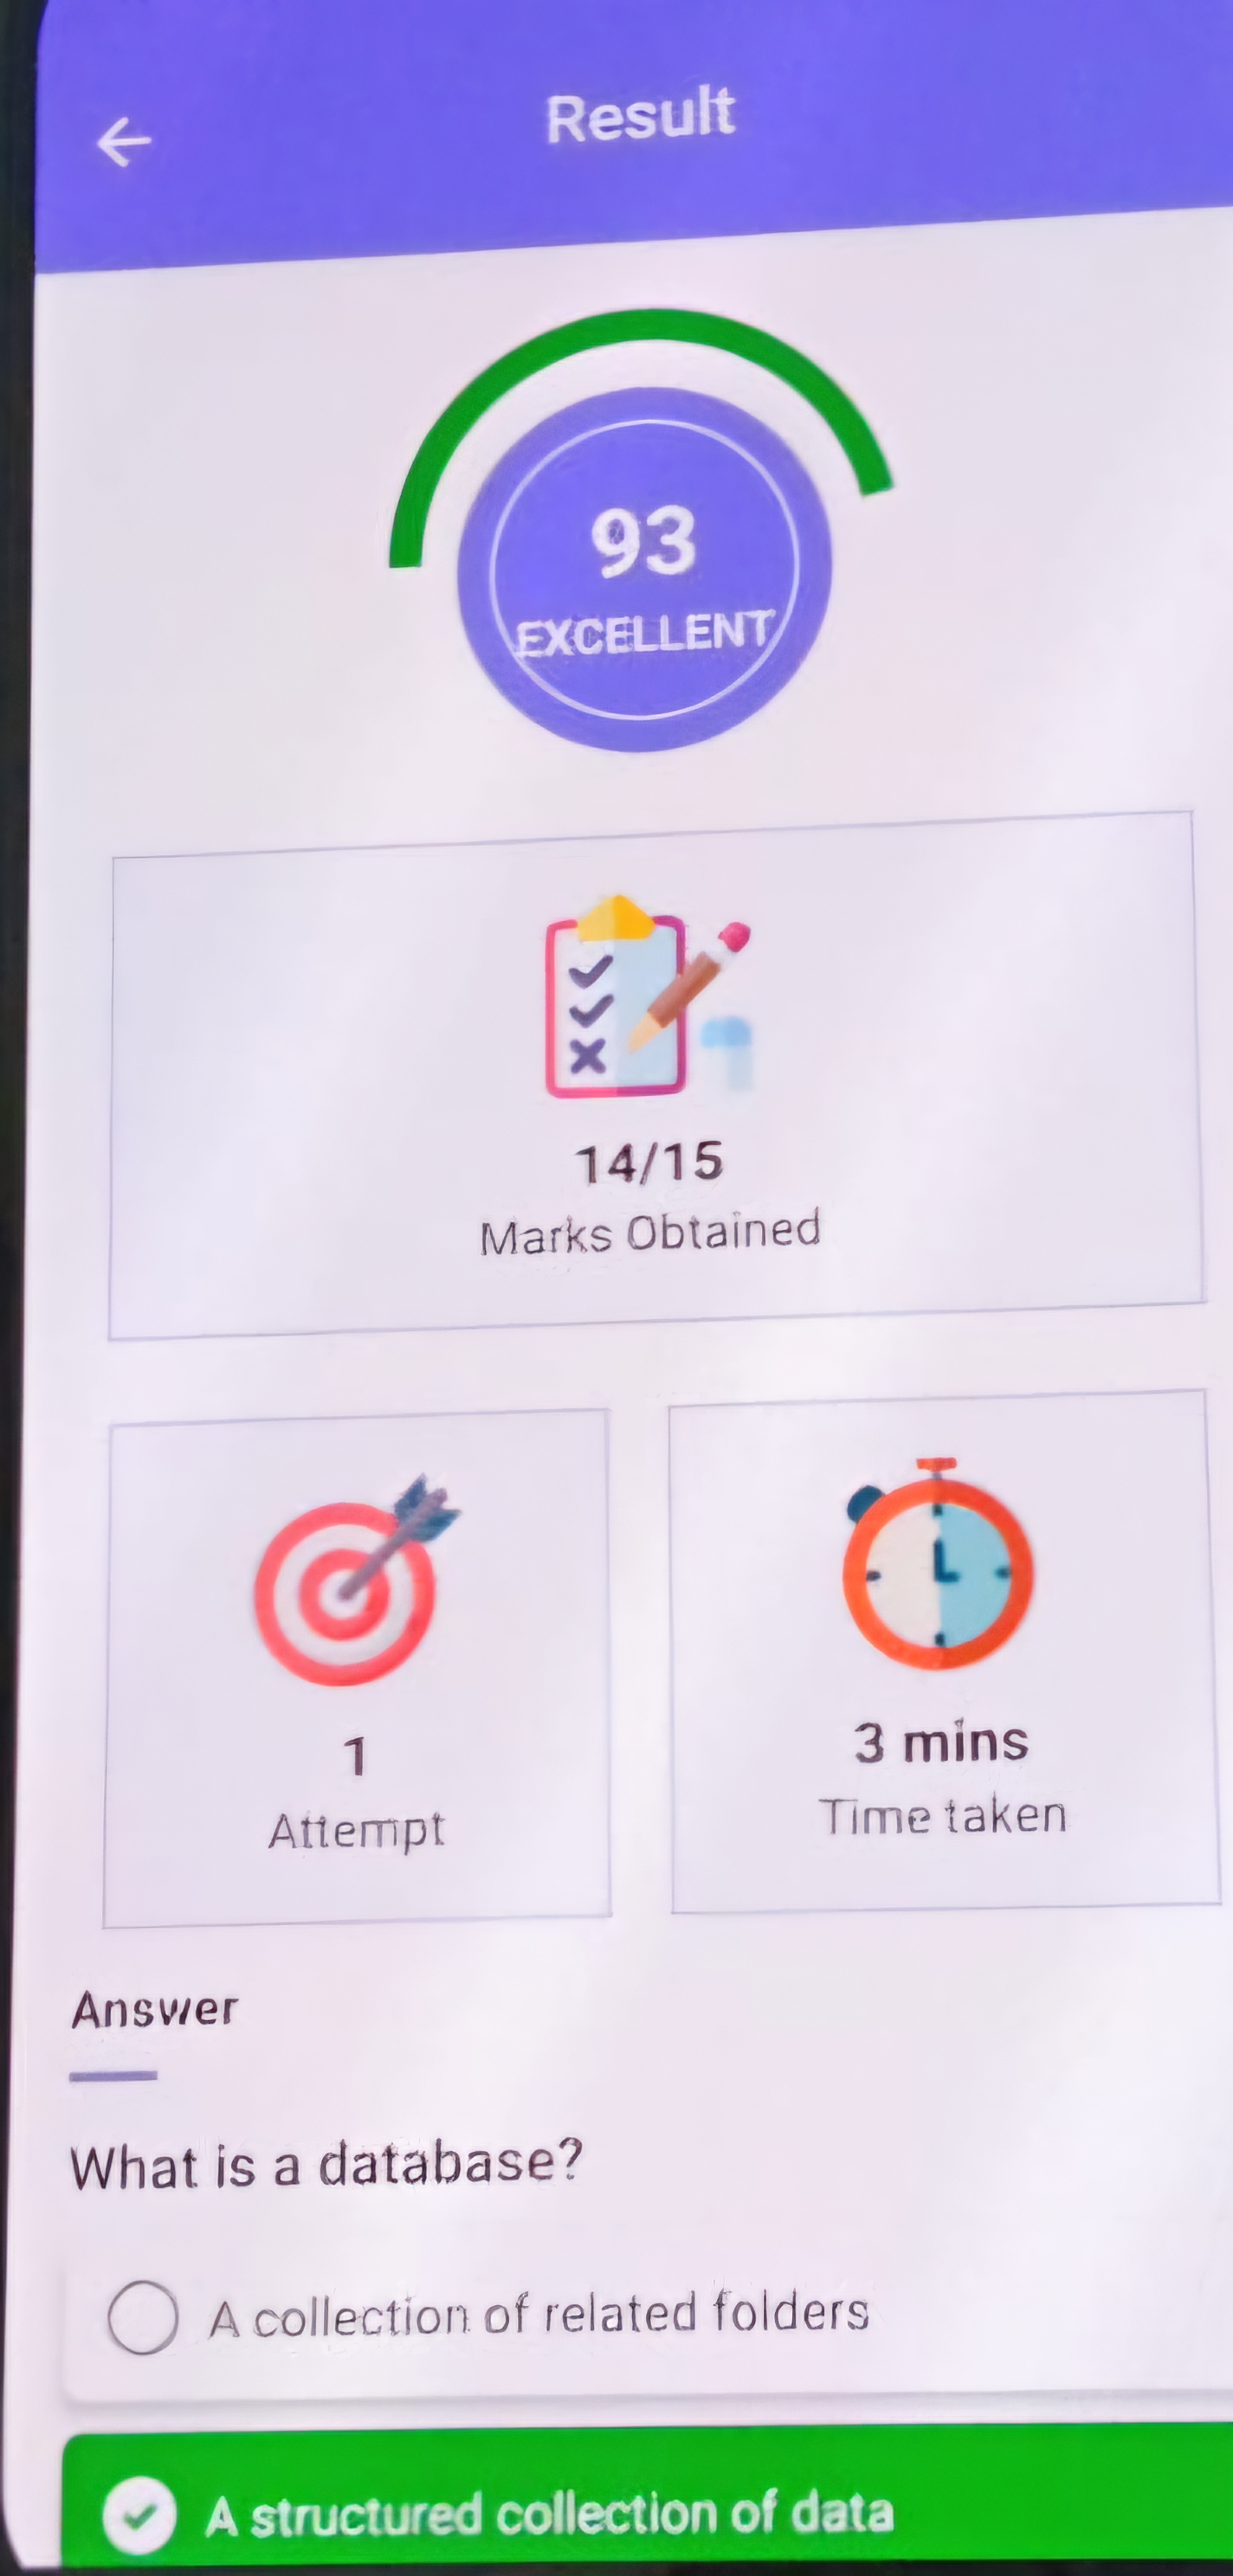 Result
93
EXCELLENT
14/15
Marks Obtained
1
Attempt
3 mins
Time taken
Answer
What is a database?
A collection of related folders
A structured collection of data